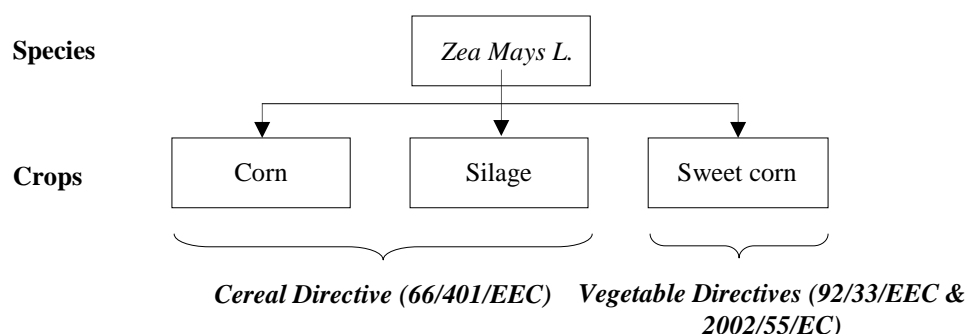 Species
Zea Mays L.
Crops
Corn
Silage
Sweet corn
Cereal Directive (66/401/EEC)
Vegetable Directives (92/33/EEC &
2002/55/EC)